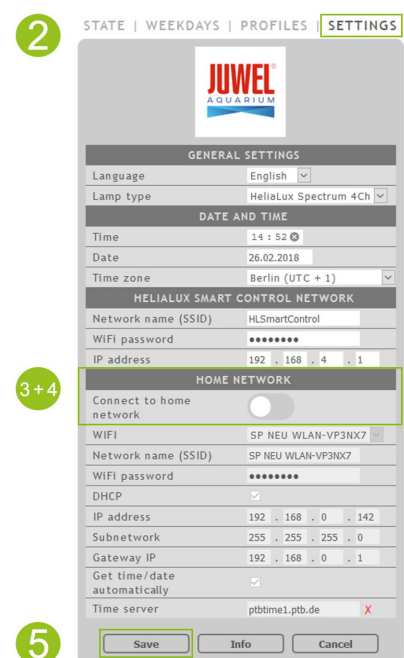 2
STATE | WEEKDAYS | PROFILES | SETTINGS
JUWEL®
AQUARIUM
GENERAL SETTINGS
Language English
Lamp type HeliaLux Spectrum 4Ch
DATE AND TIME
Time 14 : 52
Date 26.02.2018
Time zone Berlin (UTC + 1)
HELIALUX SMART CONTROL NETWORK
Network name (SSID) HLSmartControl
WiFi password ●●●●●●●●
IP address 192 . 168 . 4 . 1
3+4
HOME NETWORK
Connect to home
network
WIFI SP NEU WLAN-VP3NX7
Network name (SSID) SP NEU WLAN-VP3NX7
WiFi password ●●●●●●●●
DHCP
IP address 192 . 168 . 0 . 142
Subnetwork 255 . 255 . 255 . 0
Gateway IP 192 . 168 . 0 . 1
Get time/date
automatically
Time server ptbtime1.ptb.de X
5
Save Info Cancel